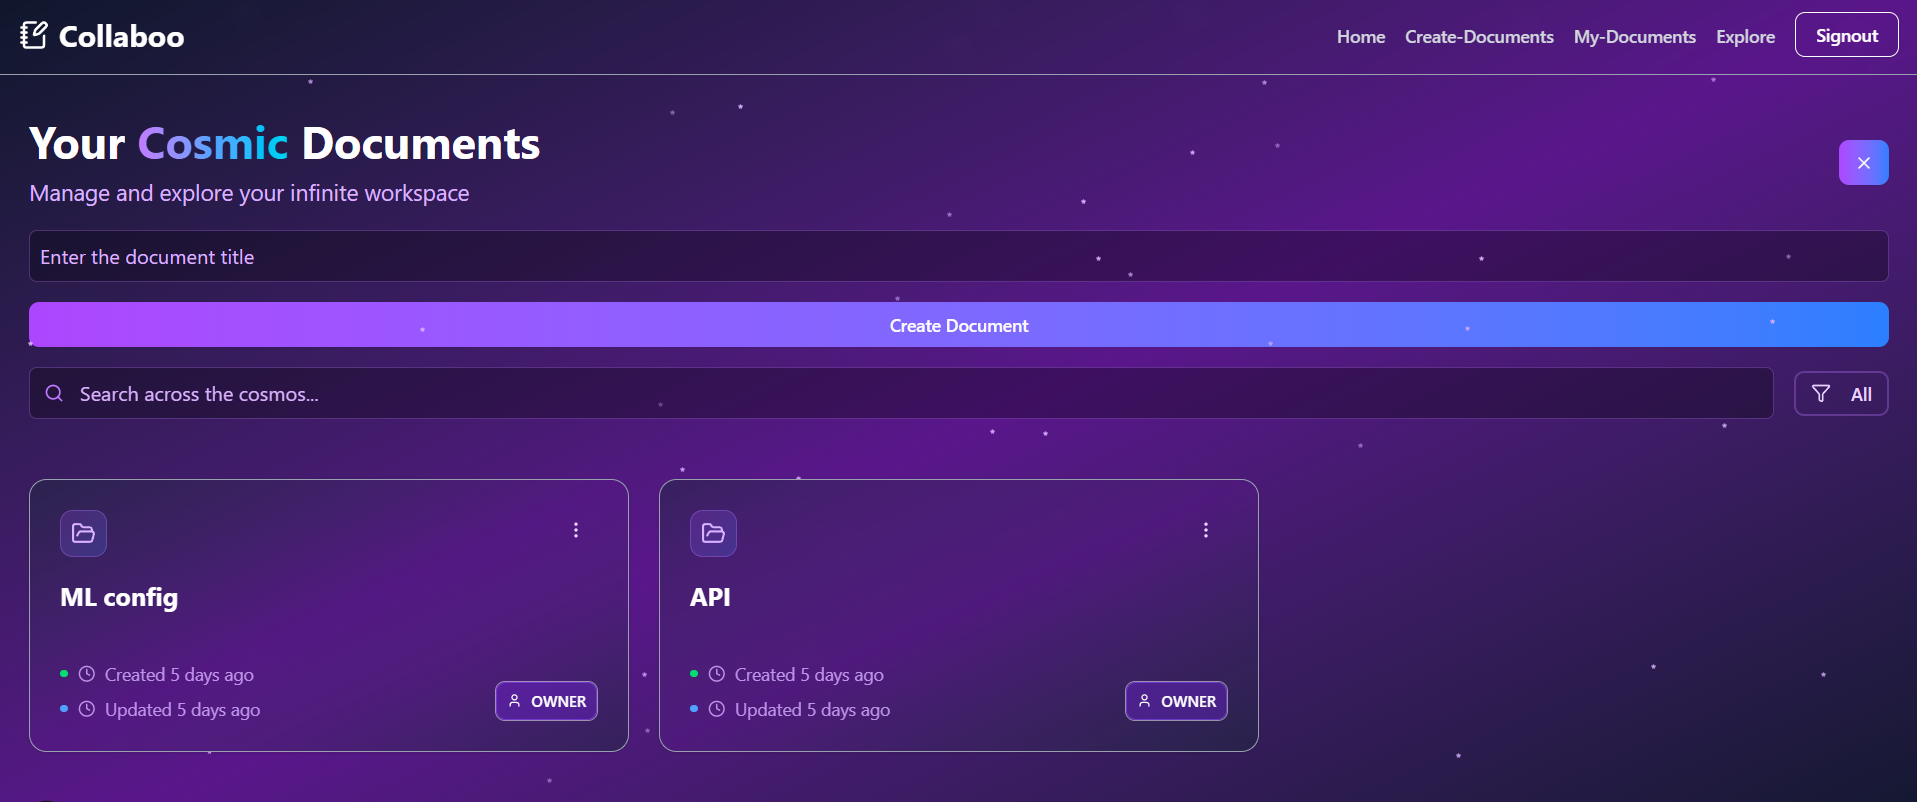 Collaboo
Home Create-Documents My-Documents Explore Signout
Your Cosmic Documents
Manage and explore your infinite workspace
Enter the document title
Create Document
Search across the cosmos...
All
ML config
Created 5 days ago
Updated 5 days ago
OWNER
API
Created 5 days ago
Updated 5 days ago
OWNER